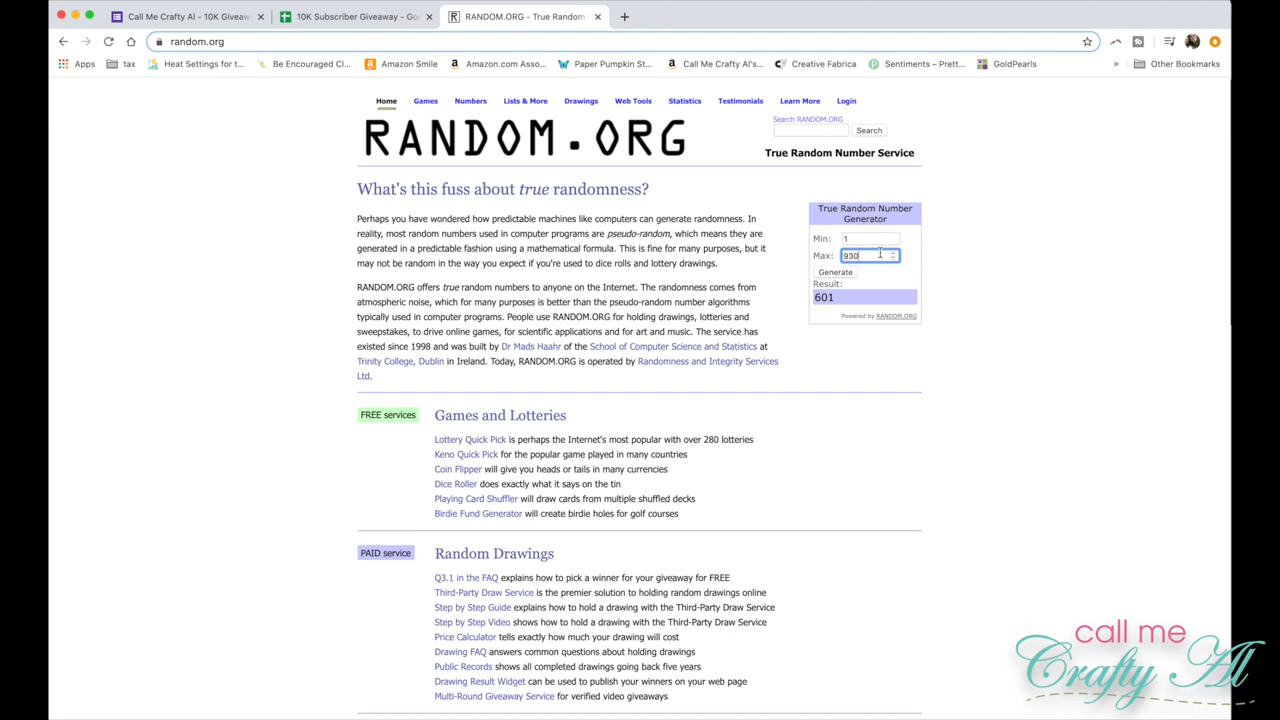 Call Me Crafty Al - 10K Giveaw
10K Subscriber Giveaway - Go
RANDOM.ORG - True Random
random.org
Apps
tax
Heat Settings for t...
Be Encouraged Cl...
Amazon Smile
Amazon.com Asso...
Paper Pumpkin St...
Call Me Crafty Al's...
Creative Fabrica
Sentiments – Prett...
GoldPearls
»
Other Bookmarks
Home Games Numbers Lists & More Drawings Web Tools Statistics Testimonials Learn More Login
RANDOM.ORG
Search RANDOM.ORG
Search
True Random Number Service
What's this fuss about true randomness?
Perhaps you have wondered how predictable machines like computers can generate randomness. In
reality, most random numbers used in computer programs are pseudo-random, which means they are
generated in a predictable fashion using a mathematical formula. This is fine for many purposes, but it
may not be random in the way you expect if you're used to dice rolls and lottery drawings.
RANDOM.ORG offers true random numbers to anyone on the Internet. The randomness comes from
atmospheric noise, which for many purposes is better than the pseudo-random number algorithms
typically used in computer programs. People use RANDOM.ORG for holding drawings, lotteries and
sweepstakes, to drive online games, for scientific applications and for art and music. The service has
existed since 1998 and was built by Dr Mads Haahr of the School of Computer Science and Statistics at
Trinity College, Dublin in Ireland. Today, RANDOM.ORG is operated by Randomness and Integrity Services
Ltd.
True Random Number
Generator
Min: 1
Max: 930
Generate
Result:
601
Powered by RANDOM.ORG
FREE services
Games and Lotteries
Lottery Quick Pick is perhaps the Internet's most popular with over 280 lotteries
Keno Quick Pick for the popular game played in many countries
Coin Flipper will give you heads or tails in many currencies
Dice Roller does exactly what it says on the tin
Playing Card Shuffler will draw cards from multiple shuffled decks
Birdie Fund Generator will create birdie holes for golf courses
PAID service
Random Drawings
Q3.1 in the FAQ explains how to pick a winner for your giveaway for FREE
Third-Party Draw Service is the premier solution to holding random drawings online
Step by Step Guide explains how to hold a drawing with the Third-Party Draw Service
Step by Step Video shows how to hold a drawing with the Third-Party Draw Service
Price Calculator tells exactly how much your drawing will cost
Drawing FAQ answers common questions about holding drawings
Public Records shows all completed drawings going back five years
Drawing Result Widget can be used to publish your winners on your web page
Multi-Round Giveaway Service for verified video giveaways
call me
Crafty Al